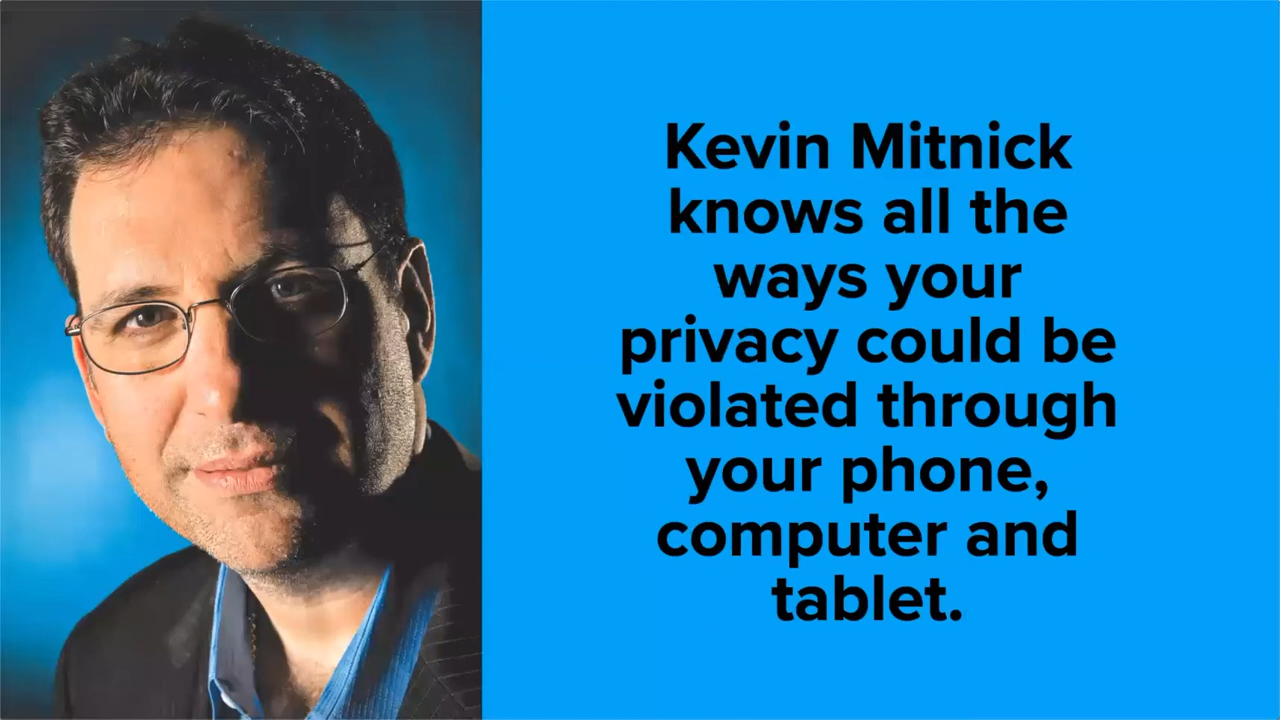 Kevin Mitnick
knows all the
ways your
privacy could be
violated through
your phone,
computer and
tablet.